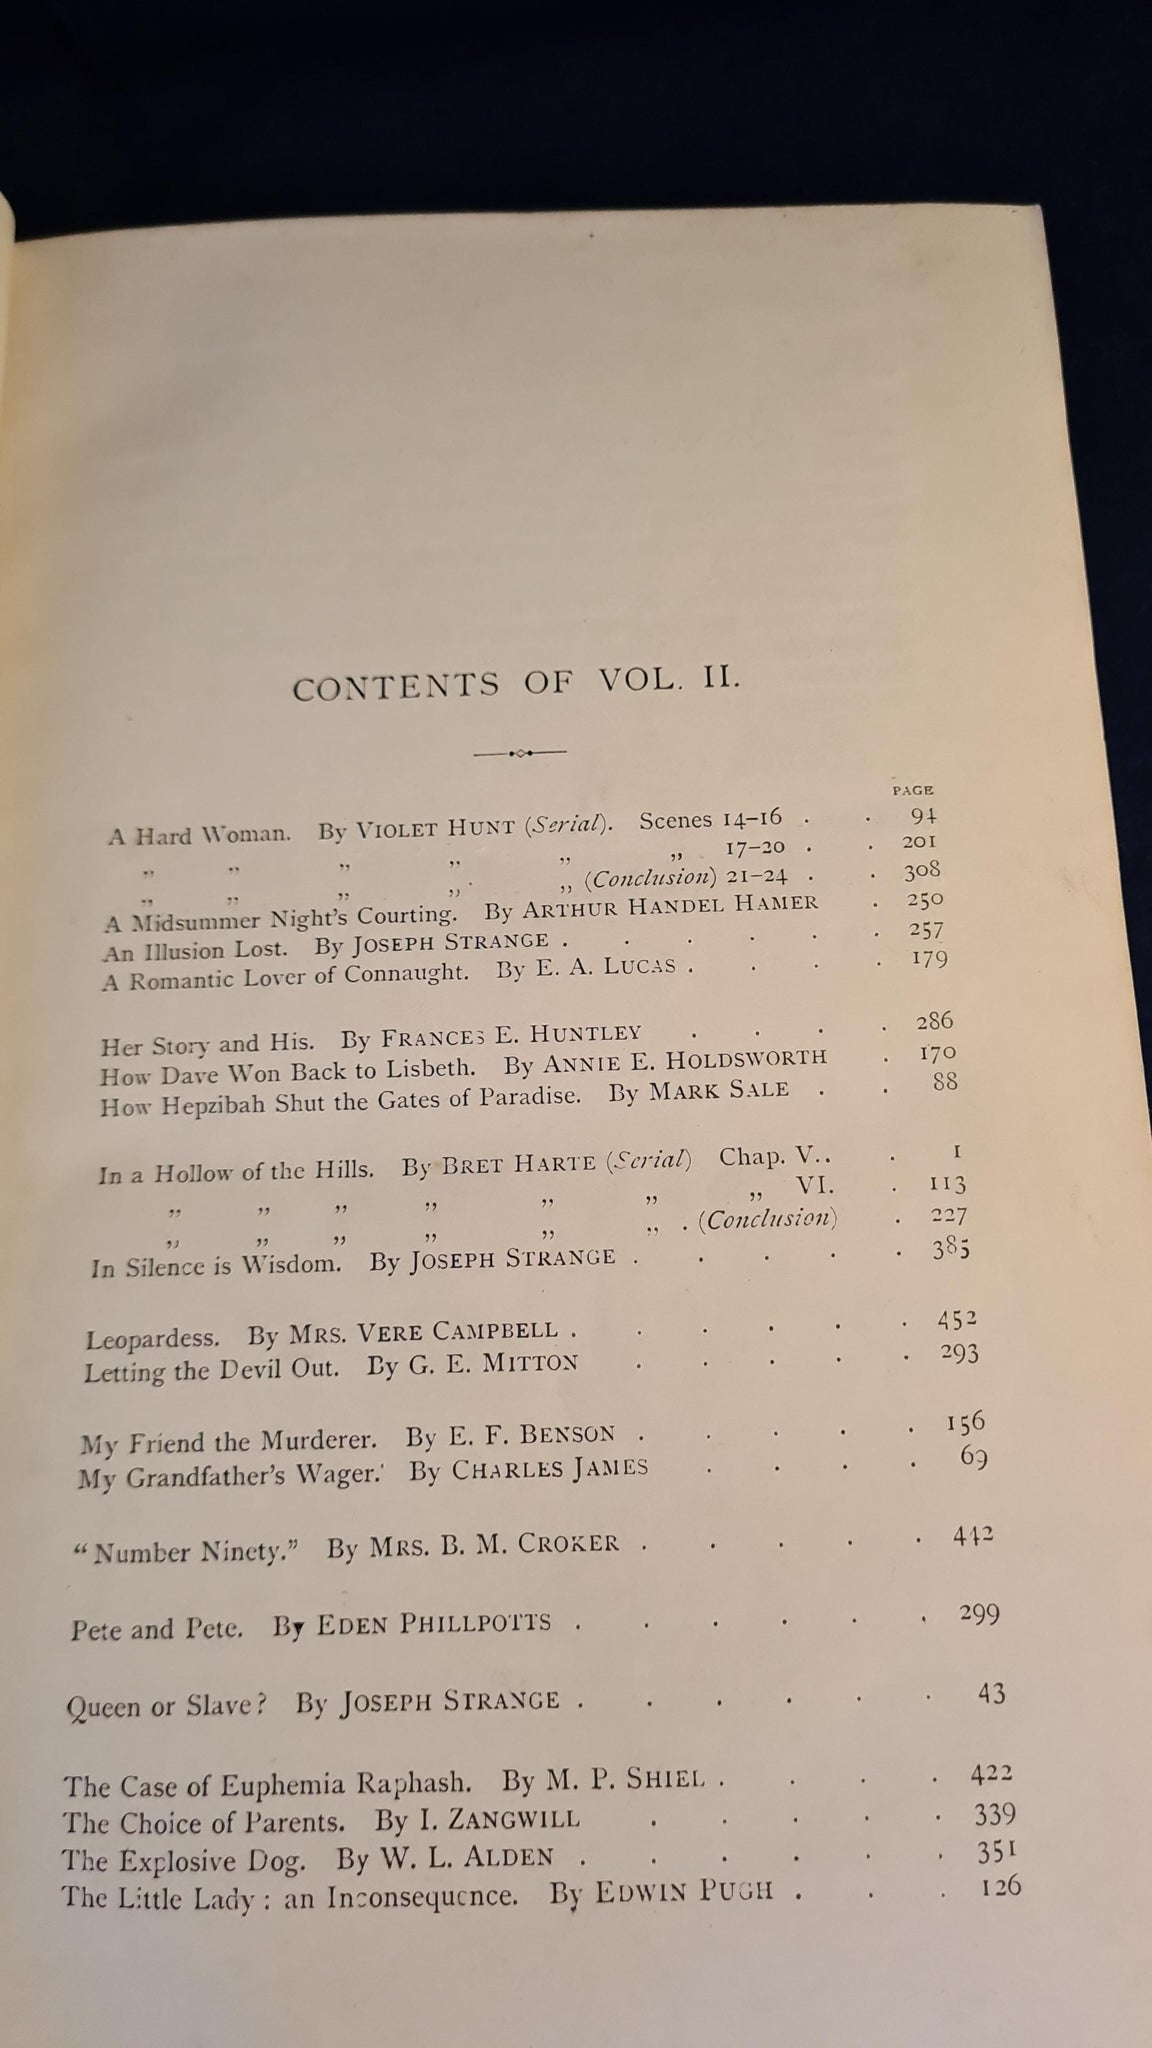 CONTENTS OF VOL. II.
PAGE
A Hard Woman. By VIOLET HUNT (Serial). Scenes 14–16 . . 94
„ „ „ „ „ „ 17–20 . . 201
„ „ „ „ „ (Conclusion) 21–24 . . 308
A Midsummer Night's Courting. By ARTHUR HANDEL HAMER . 250
An Illusion Lost. By JOSEPH STRANGE . . . . . . 257
A Romantic Lover of Connaught. By E. A. LUCAS . . . . 179
Her Story and His. By FRANCES E. HUNTLEY . . . . 286
How Dave Won Back to Lisbeth. By ANNIE E. HOLDSWORTH . 170
How Hepzibah Shut the Gates of Paradise. By MARK SALE . . 88
In a Hollow of the Hills. By BRET HARTE (Serial) Chap. V.. . 1
„ „ „ „ „ „ „ VI. . 113
„ „ „ „ „ „ . (Conclusion) . 227
In Silence is Wisdom. By JOSEPH STRANGE . . . . . 385
Leopardess. By MRS. VERE CAMPBELL . . . . . . 452
Letting the Devil Out. By G. E. MITTON . . . . . 293
My Friend the Murderer. By E. F. BENSON . . . . . 156
My Grandfather's Wager. By CHARLES JAMES . . . . 69
“Number Ninety.” By MRS. B. M. CROKER . . . . . 442
Pete and Pete. By EDEN PHILLPOTTS . . . . . . 299
Queen or Slave? By JOSEPH STRANGE . . . . . . 43
The Case of Euphemia Raphash. By M. P. SHIEL . . . . 422
The Choice of Parents. By I. ZANGWILL . . . . . 339
The Explosive Dog. By W. L. ALDEN . . . . . . 351
The Little Lady : an Inconsequence. By EDWIN PUGH . . . 126